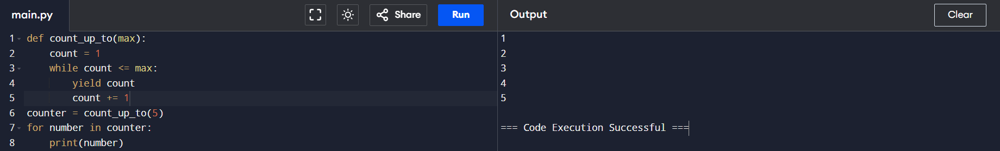 main.py
Share
Run
Output
Clear
1 def count_up_to(max):
2     count = 1
3     while count <= max:
4         yield count
5         count += 1
6 counter = count_up_to(5)
7 for number in counter:
8     print(number)
1
2
3
4
5
=== Code Execution Successful ===